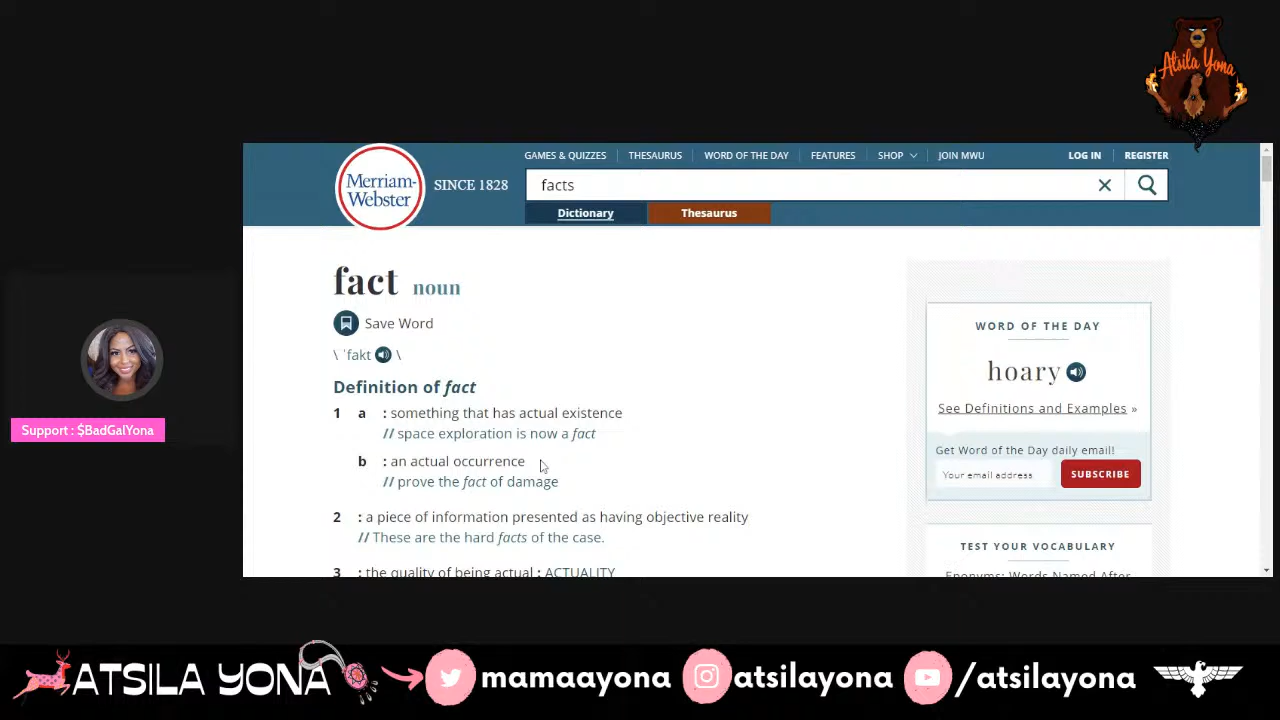 Atsila Yona
GAMES & QUIZZES THESAURUS WORD OF THE DAY FEATURES SHOP JOIN MWU LOG IN REGISTER
Merriam-
Webster
SINCE 1828
facts
Dictionary Thesaurus
fact noun
Save Word
\ ˈfakt \
Definition of fact
1 a : something that has actual existence
// space exploration is now a fact
b : an actual occurrence
// prove the fact of damage
2 : a piece of information presented as having objective reality
// These are the hard facts of the case.
3 : the quality of being actual : ACTUALITY
WORD OF THE DAY
hoary
See Definitions and Examples »
Get Word of the Day daily email!
Your email address SUBSCRIBE
TEST YOUR VOCABULARY
Eponyms: Words Named After
Support : $BadGalYona
ATSILA YONA mamaayona atsilayona /atsilayona